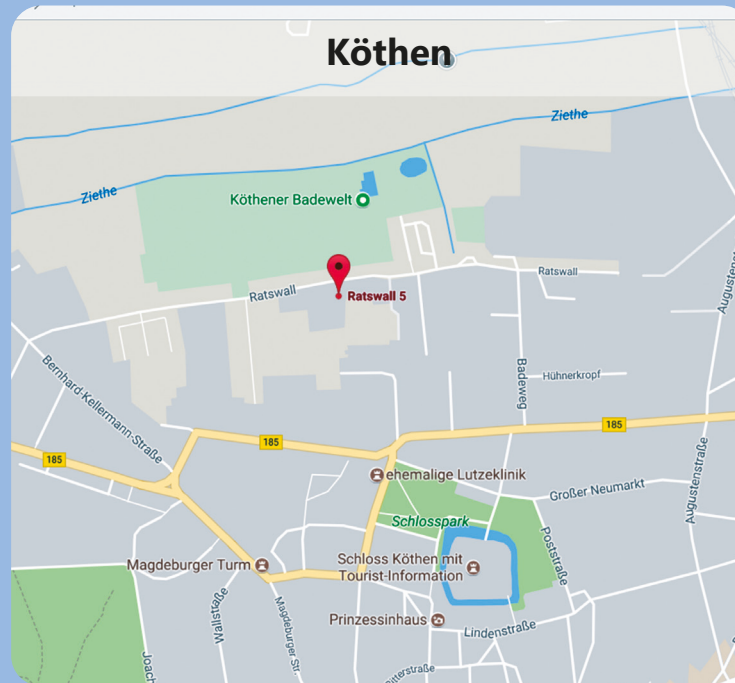 Köthen
Ziethe
Ziethe
Köthener Badewelt
Ratswall
Ratswall
Ratswall 5
Bernhard-Kellermann-Straße
Badeweg
Hühnerkropf
185
185
185
ehemalige Lutzeklinik
Großer Neumarkt
Augustenstraße
Schlosspark
Poststraße
Magdeburger Turm
Schloss Köthen mit
Tourist-Information
Prinzessinhaus
Wallstraße
Magdeburger Str.
Lindenstraße